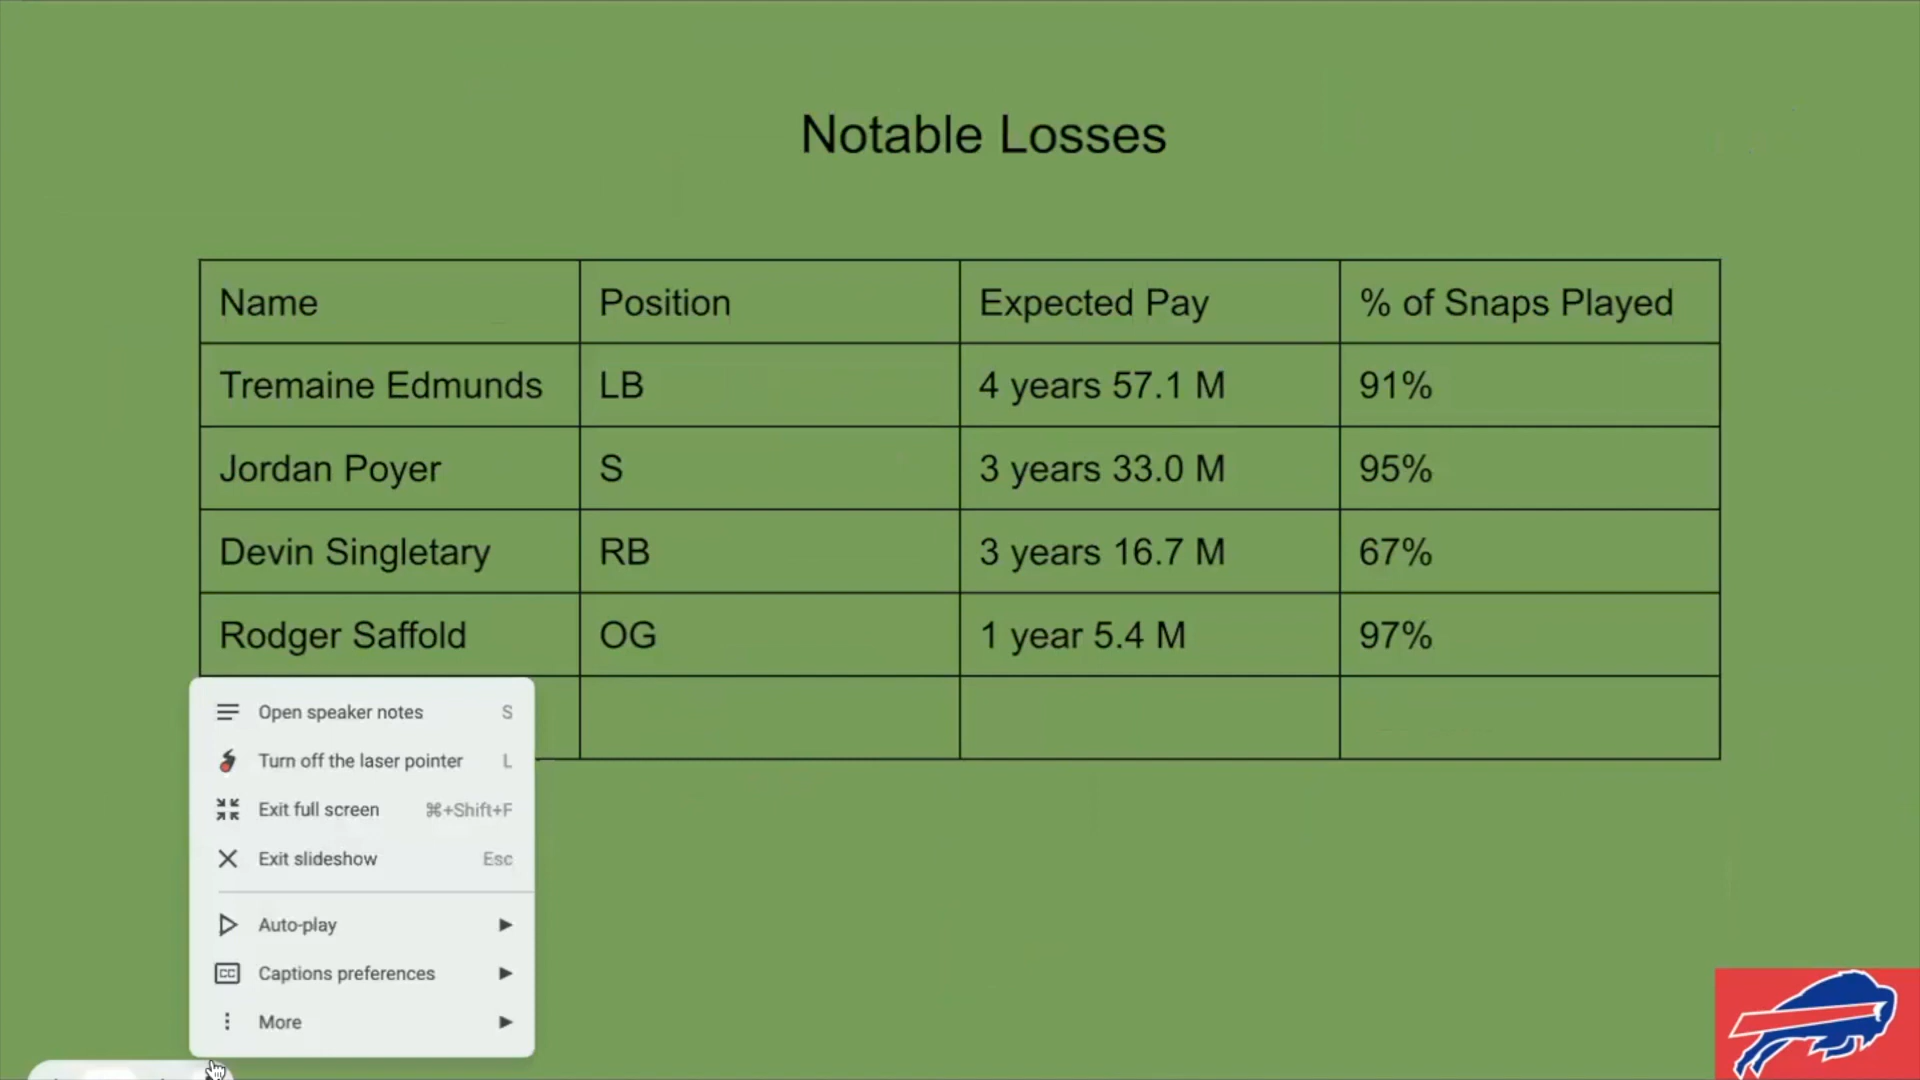 Notable Losses
Name Position Expected Pay % of Snaps Played
Tremaine Edmunds LB 4 years 57.1 M 91%
Jordan Poyer S 3 years 33.0 M 95%
Devin Singletary RB 3 years 16.7 M 67%
Rodger Saffold OG 1 year 5.4 M 97%
Open speaker notes S
Turn off the laser pointer L
Exit full screen ⌘+Shift+F
Exit slideshow Esc
Auto-play
CC Captions preferences
More